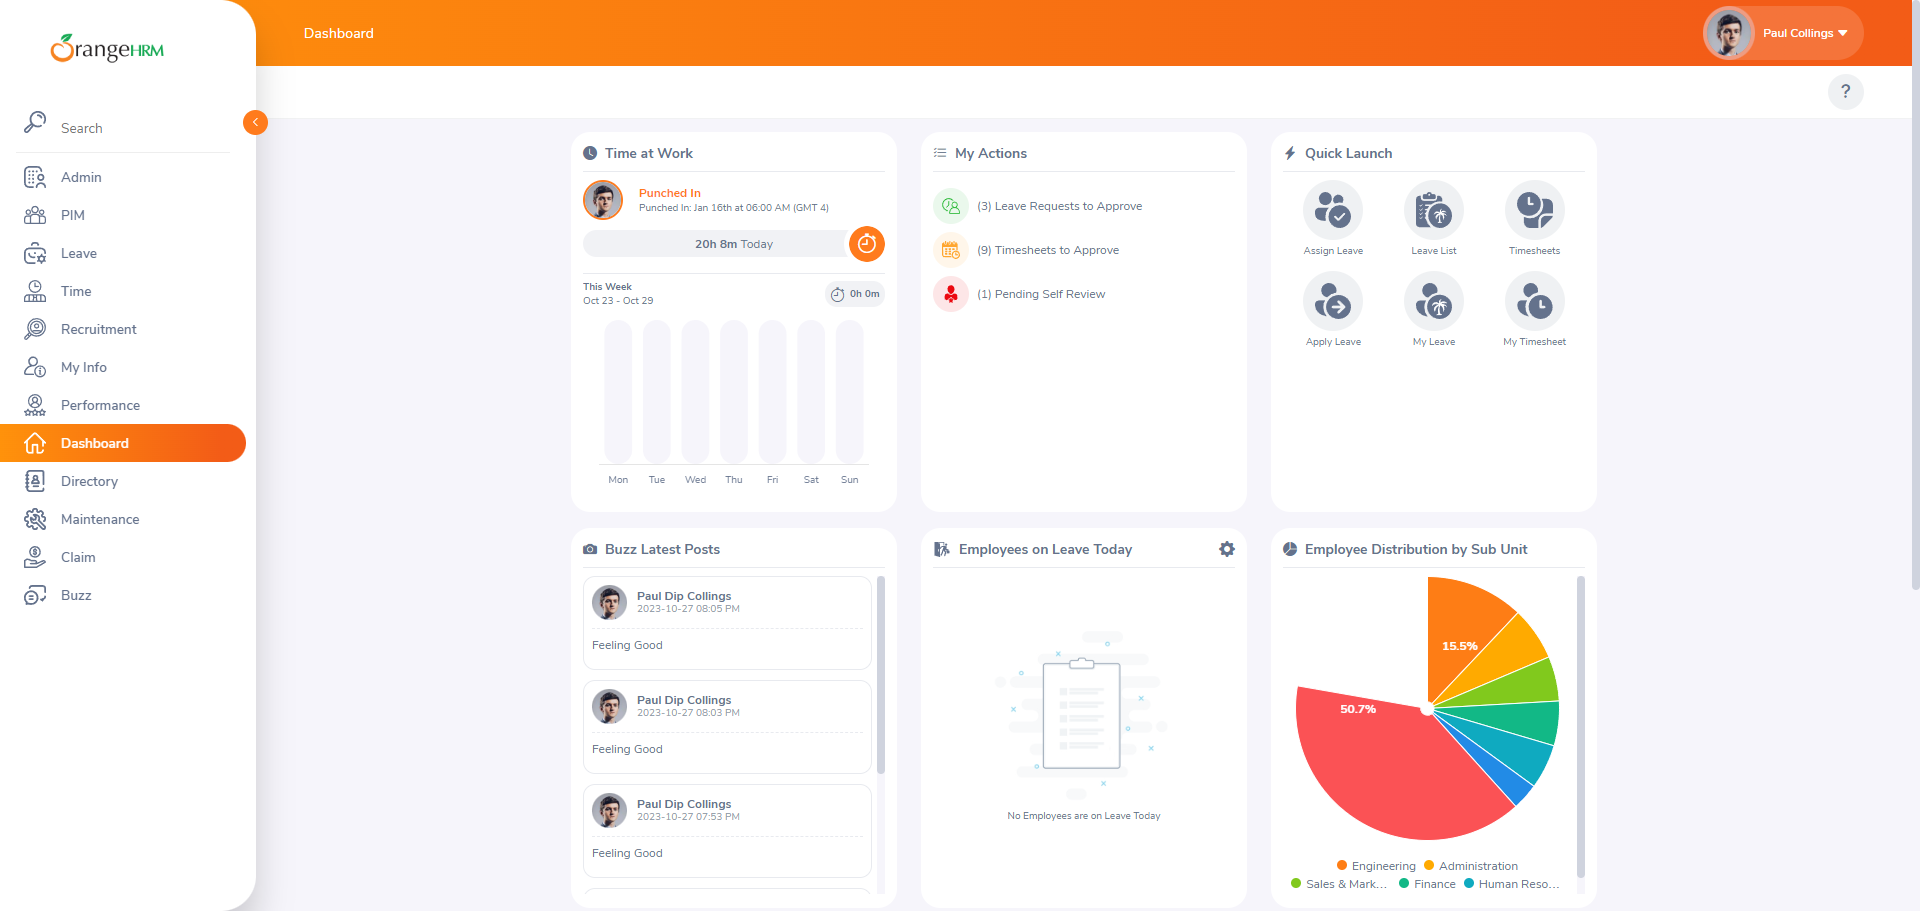 OrangeHRM
Search
Admin
PIM
Leave
Time
Recruitment
My Info
Performance
Dashboard
Directory
Maintenance
Claim
Buzz
Dashboard
Paul Collings
?
Time at Work
Punched In
Punched In: Jan 16th at 06:00 AM (GMT 4)
20h 8m Today
This Week
Oct 23 - Oct 29
0h 0m
Mon Tue Wed Thu Fri Sat Sun
My Actions
(3) Leave Requests to Approve
(9) Timesheets to Approve
(1) Pending Self Review
Quick Launch
Assign Leave Leave List Timesheets
Apply Leave My Leave My Timesheet
Buzz Latest Posts
Paul Dip Collings
2023-10-27 08:05 PM
Feeling Good
Paul Dip Collings
2023-10-27 08:03 PM
Feeling Good
Paul Dip Collings
2023-10-27 07:53 PM
Feeling Good
Employees on Leave Today
No Employees are on Leave Today
Employee Distribution by Sub Unit
15.5%
50.7%
Engineering Administration
Sales & Mark... Finance Human Reso...